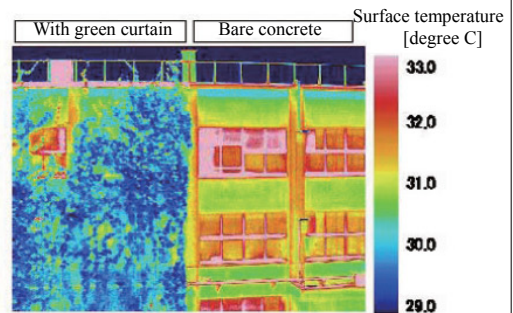 With green curtain
Bare concrete
Surface temperature
[degree C]
33.0
32.0
31.0
30.0
29.0